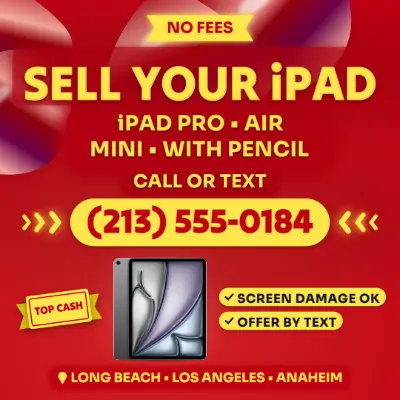 NO FEES
SELL YOUR iPAD
iPAD PRO • AIR
MINI • WITH PENCIL
CALL OR TEXT
(213) 555-0184
TOP CASH
SCREEN DAMAGE OK
OFFER BY TEXT
LONG BEACH • LOS ANGELES • ANAHEIM